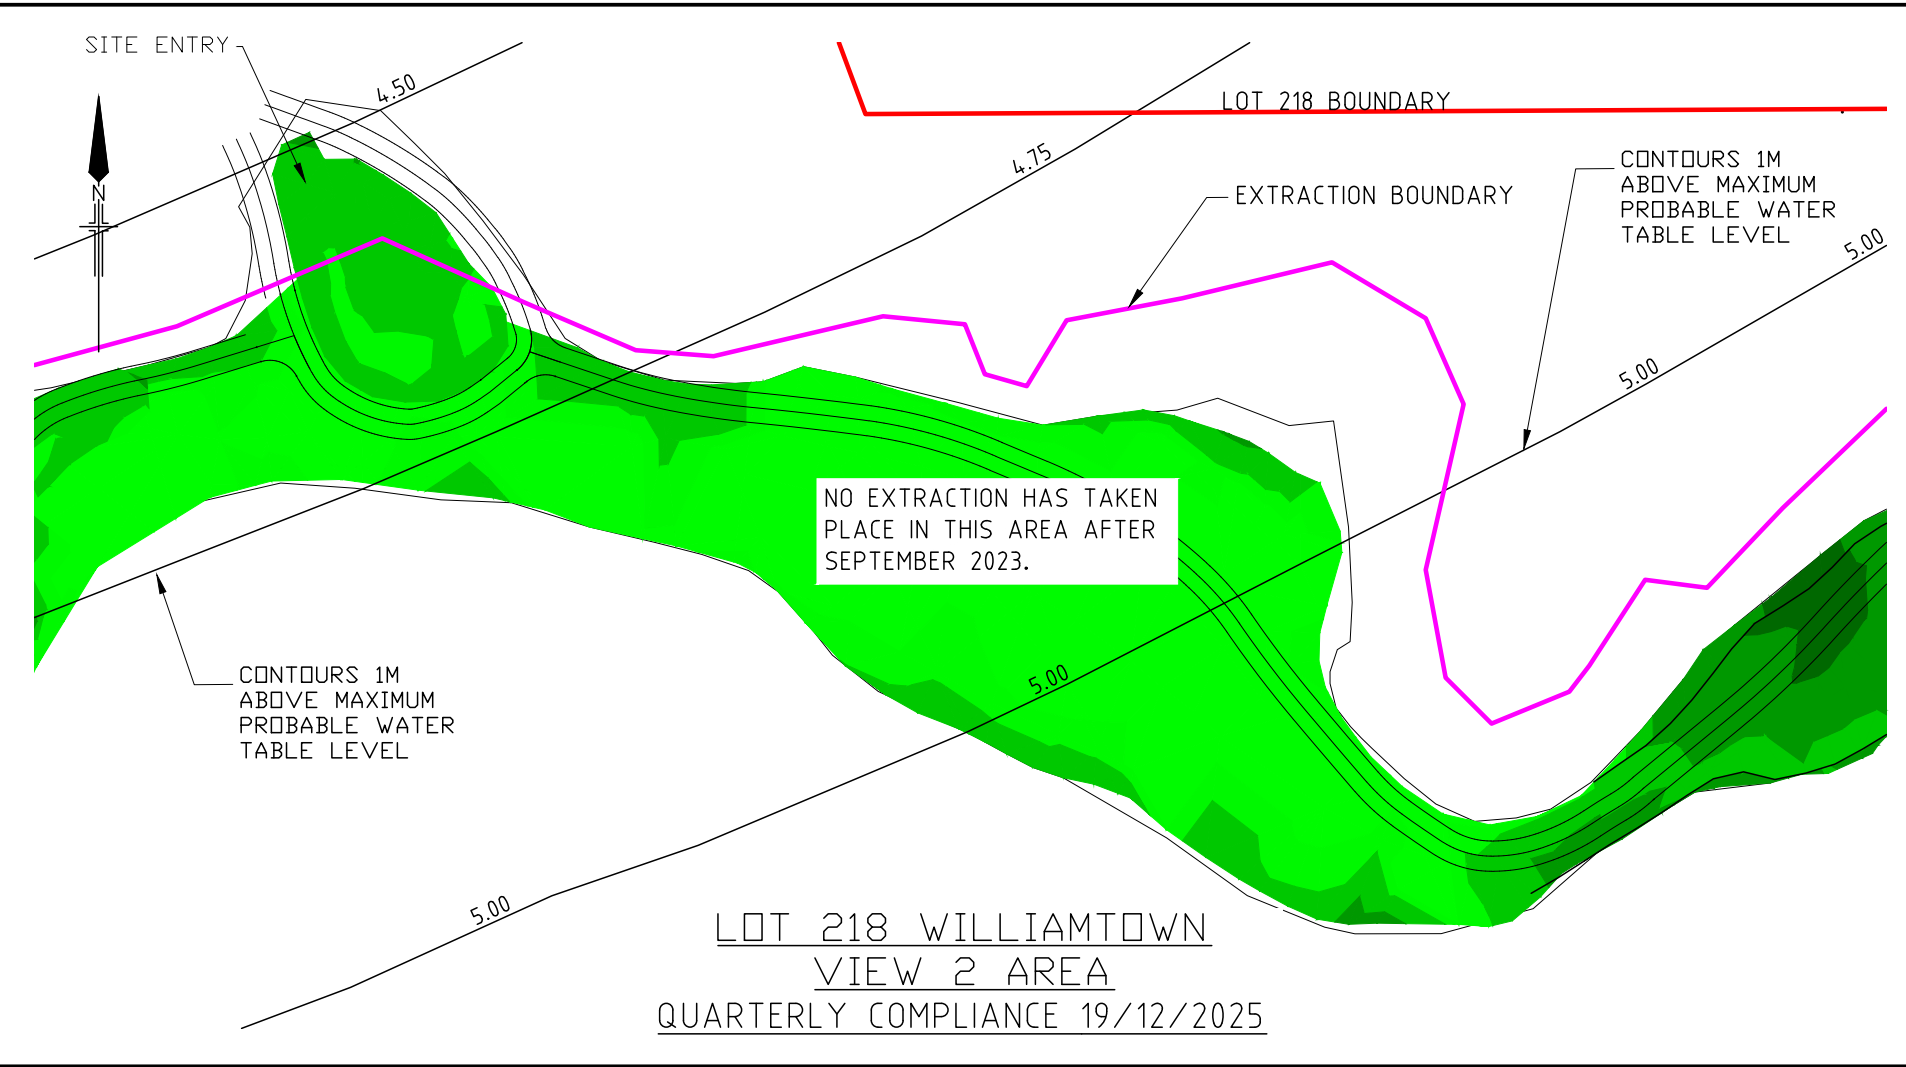 SITE ENTRY
4.50
N
4.75
LOT 218 BOUNDARY
EXTRACTION BOUNDARY
CONTOURS 1M
ABOVE MAXIMUM
PROBABLE WATER
TABLE LEVEL
5.00
5.00
NO EXTRACTION HAS TAKEN
PLACE IN THIS AREA AFTER
SEPTEMBER 2023.
5.00
CONTOURS 1M
ABOVE MAXIMUM
PROBABLE WATER
TABLE LEVEL
5.00
LOT 218 WILLIAMTOWN
VIEW 2 AREA
QUARTERLY COMPLIANCE 19/12/2025